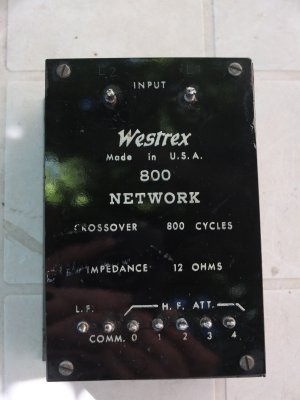 INPUT
Westrex
Made in U.S.A.
800
NETWORK
CROSSOVER 800 CYCLES
IMPEDANCE 12 OHMS
L.F. H.F. ATT.
COMM. 0 1 2 3 4